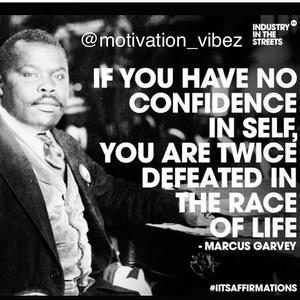 INDUSTRY
IN THE
STREETS
@motivation_vibez
IF YOU HAVE NO
CONFIDENCE
IN SELF,
YOU ARE TWICE
DEFEATED IN
THE RACE
OF LIFE
- MARCUS GARVEY
#IITSAFFIRMATIONS